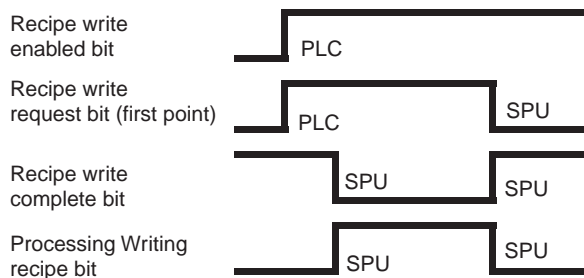 Recipe write
enabled bit
PLC
Recipe write
request bit (first point)
PLC
SPU
Recipe write
complete bit
SPU
SPU
Processing Writing
recipe bit
SPU
SPU